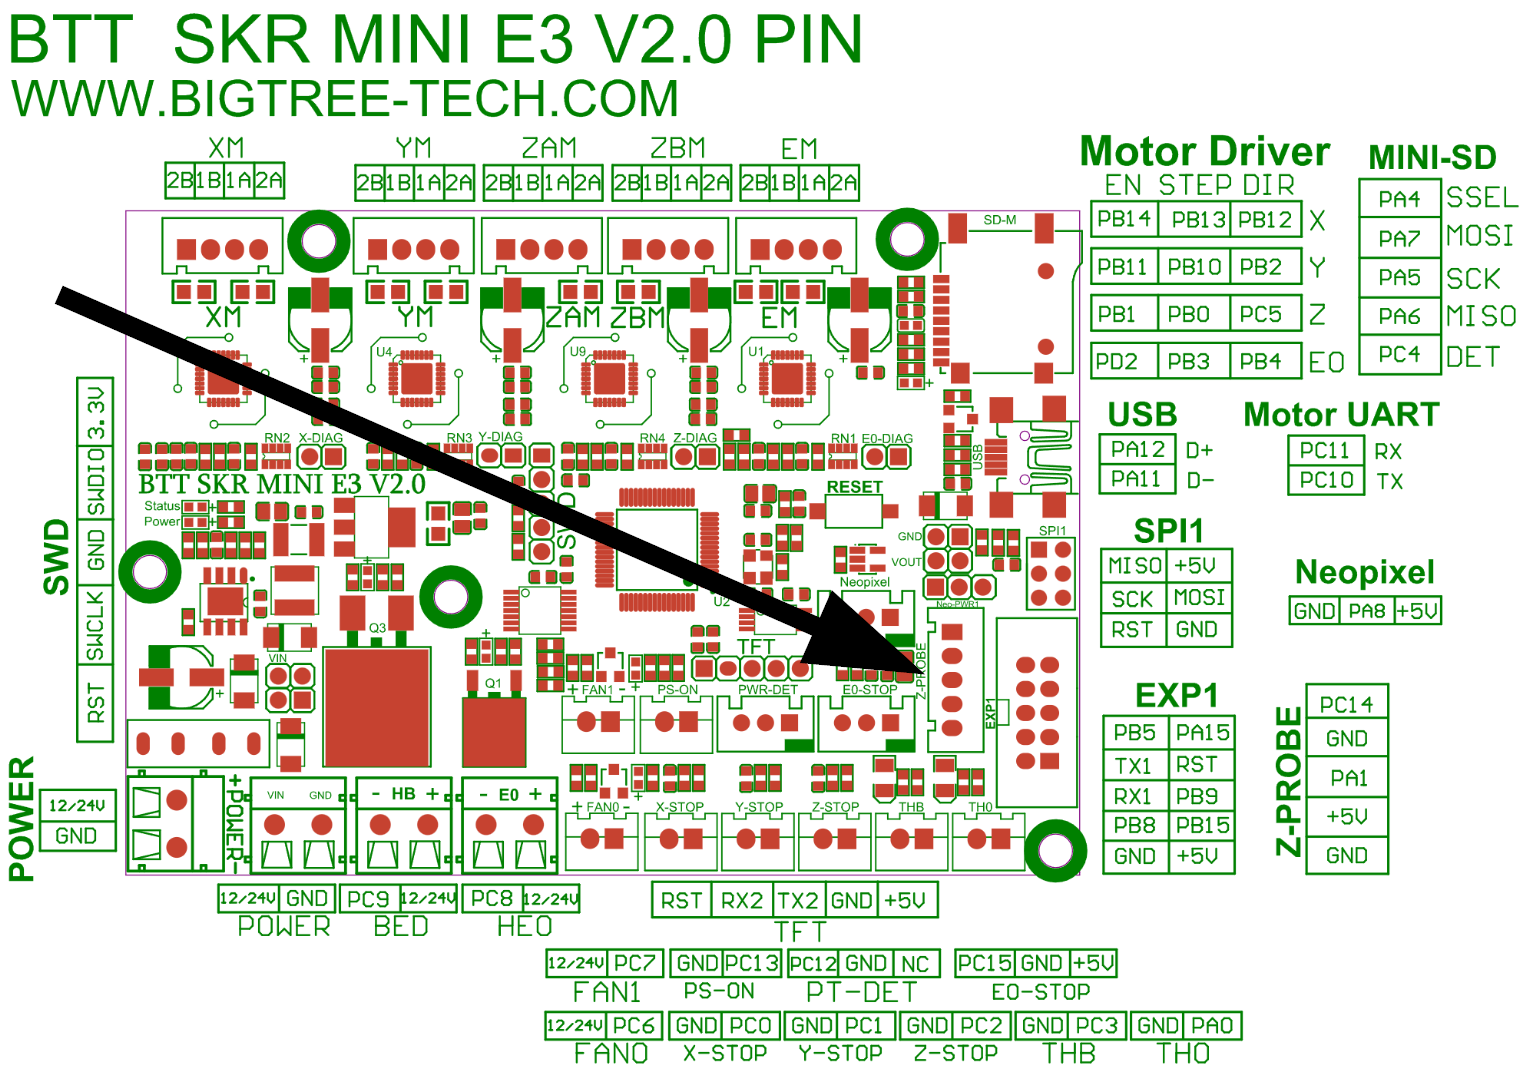 BTT SKR MINI E3 V2.0 PIN
WWW.BIGTREE-TECH.COM
XM YM ZAM ZBM EM
2B 1B 1A 2A 2B 1B 1A 2A 2B 1B 1A 2A 2B 1B 1A 2A 2B 1B 1A 2A
Motor Driver
EN STEP DIR
PB14 PB13 PB12 X
PB11 PB10 PB2 Y
PB1 PB0 PC5 Z
PD2 PB3 PB4 E0
MINI-SD
PA4 SSEL
PA7 MOSI
PA5 SCK
PA6 MISO
PC4 DET
SD-M
XM YM ZAM ZBM EM
U4 U9 U1
+ +
RN2 X-DIAG RN3 Y-DIAG RN4 Z-DIAG RN1 E0-DIAG
USB
BTT SKR MINI E3 V2.0
Status +
Power +
SWD
RESET
GND
VOUT
SPI1
Neopixel
Neo-PWR1
U2
Q3
VIN
Q1
TFT
+ FAN1 - PS-ON PWR-DET E0-STOP
Z-PROBE
EXP1
+ FAN0 - X-STOP Y-STOP Z-STOP THB TH0
+POWER-
VIN GND
- HB +
- E0 +
SWD
3.3V
SWDIO
GND
SWCLK
RST
POWER
12/24V
GND
USB
PA12 D+
PA11 D-
Motor UART
PC11 RX
PC10 TX
SPI1
MISO +5V
SCK MOSI
RST GND
Neopixel
GND PA8 +5V
EXP1
PB5 PA15
TX1 RST
RX1 PB9
PB8 PB15
GND +5V
Z-PROBE
PC14
GND
PA1
+5V
GND
12/24V GND PC9 12/24V PC8 12/24V
POWER BED HE0
RST RX2 TX2 GND +5V
TFT
12/24V PC7 GND PC13 PC12 GND NC PC15 GND +5V
FAN1 PS-ON PT-DET E0-STOP
12/24V PC6 GND PC0 GND PC1 GND PC2 GND PC3 GND PA0
FAN0 X-STOP Y-STOP Z-STOP THB TH0